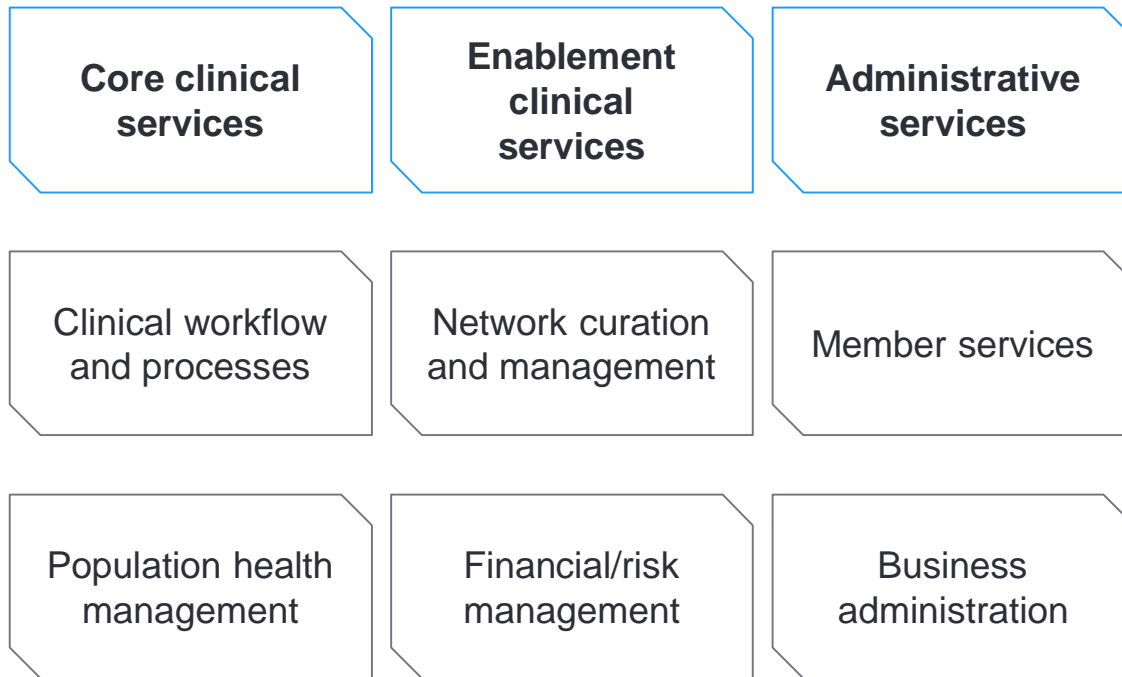 Core clinical
services
Enablement
clinical
services
Administrative
services
Clinical workflow
and processes
Network curation
and management
Member services
Population health
management
Financial/risk
management
Business
administration